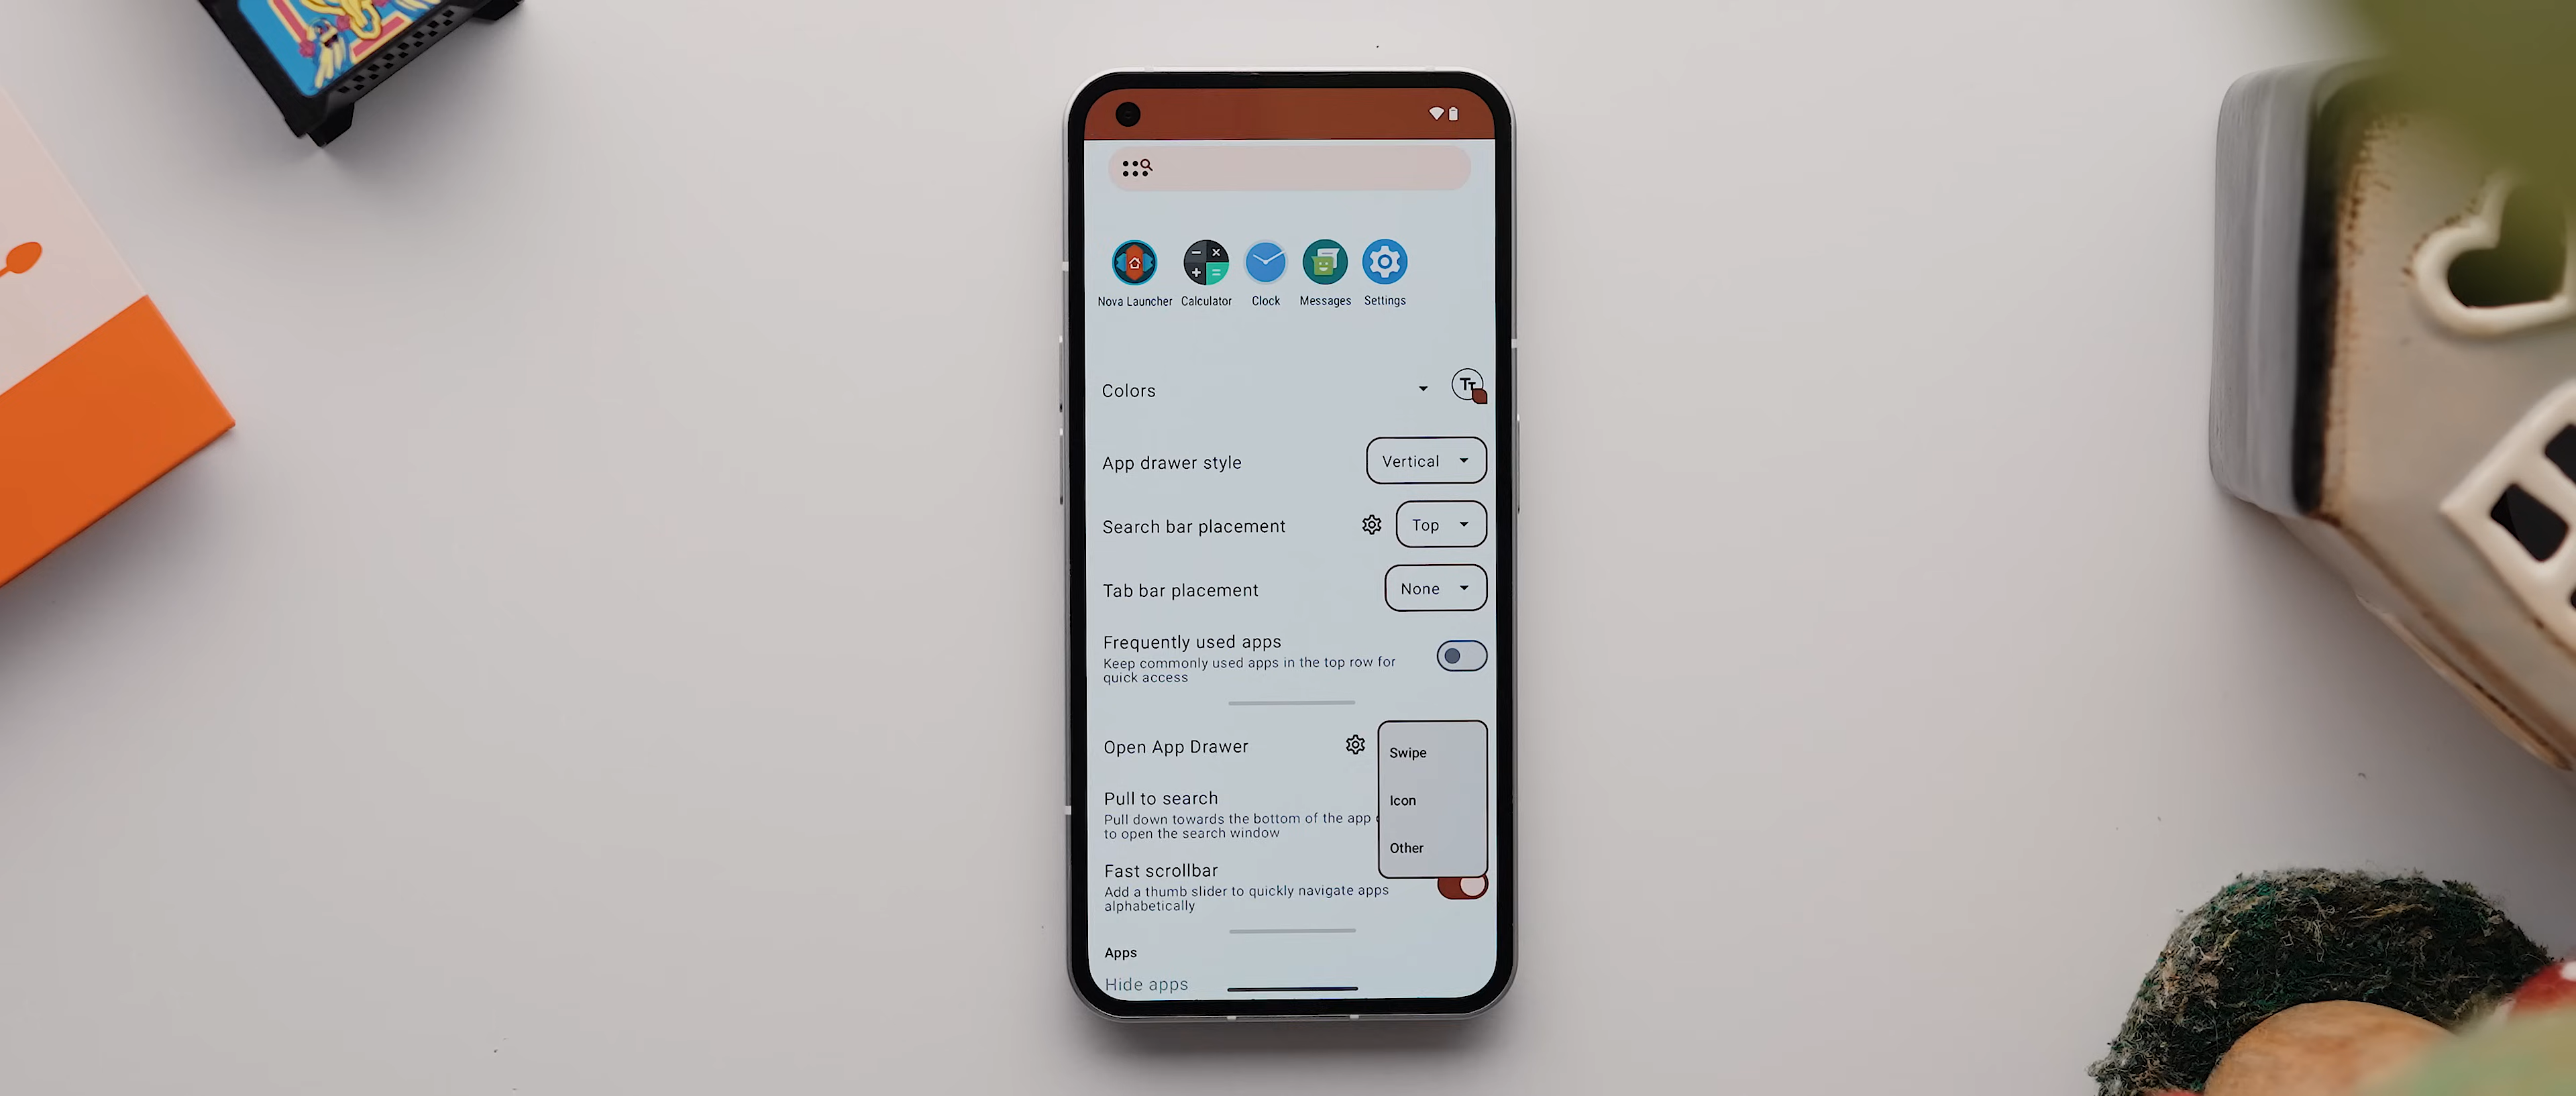 Nova Launcher Calculator Clock Messages Settings
Colors
Tт
App drawer style Vertical
Search bar placement Top
Tab bar placement None
Frequently used apps
Keep commonly used apps in the top row for
quick access
Open App Drawer
Swipe
Icon
Other
Pull to search
Pull down towards the bottom of the app
to open the search window
Fast scrollbar
Add a thumb slider to quickly navigate apps
alphabetically
Apps
Hide apps